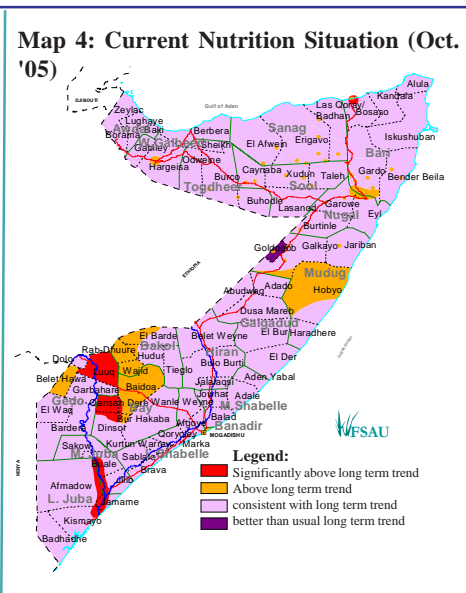 Map 4: Current Nutrition Situation (Oct.
'05)
DJIBOUTI
Gulf of Aden
Alula
Kandala
Las Qoray/
Badhan
Bosaso
Zeylac
Lughaye
Baki
Borama
W.Galbeed
Gabiley
Hargeisa
Berbera
Sheikh
Odweine
Burco
Togdheer
Buhodle
Sanag
El Afwein
Erigavo
Caynaba
Xudun
Taleh
Sool
Lasanod
Iskushuban
Bari
Gardo
Bender Beila
Garowe
Nugal
Eyl
Burtinle
Goldogob
Galkayo
Jariban
Mudug
Hobyo
ETHIOPIA
Abudwaq
Adado
Dusa Mareb
Galgadud
El Bur
Haradhere
El Der
Belet Weyne
Hiran
Bulo Burti
Aden Yabal
Jalalaqsi
Jowhar
Adale
M.Shabelle
Balad
Banadir
MOGADISHU
El Barde
Bakol
Rab-Dhuure
Hudur
Tieglo
Wajid
Dolo
Luuq
Belet Hawa
Garbahare
Gedo
El Waq
Bardera
Baidoa
Bay
Qansah Dere
Wanle Weyne
Bur Hakaba
Dinsor
Afgoye
Qoryoley
Marka
Kurtun Warrey
Sablale
Shabelle
Brava
Sakow
M. Juba
Buale
Jilib
Afmadow
L. Juba
Jamame
Kismayo
Badhadhe
KENYA
FSAU
Legend:
Significantly above long term trend
Above long term trend
consistent with long term trend
better than usual long term trend